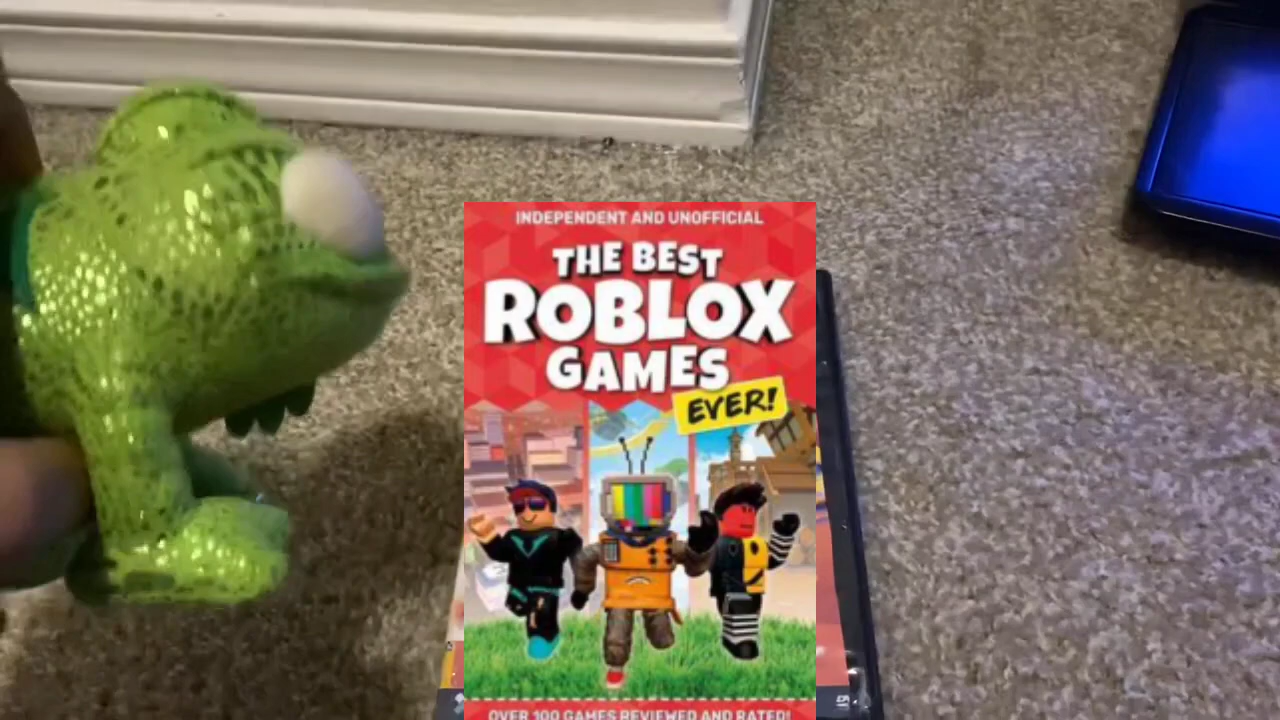 INDEPENDENT AND UNOFFICIAL
THE BEST
ROBLOX
GAMES
EVER!
OVER 100 GAMES REVIEWED AND RATED!